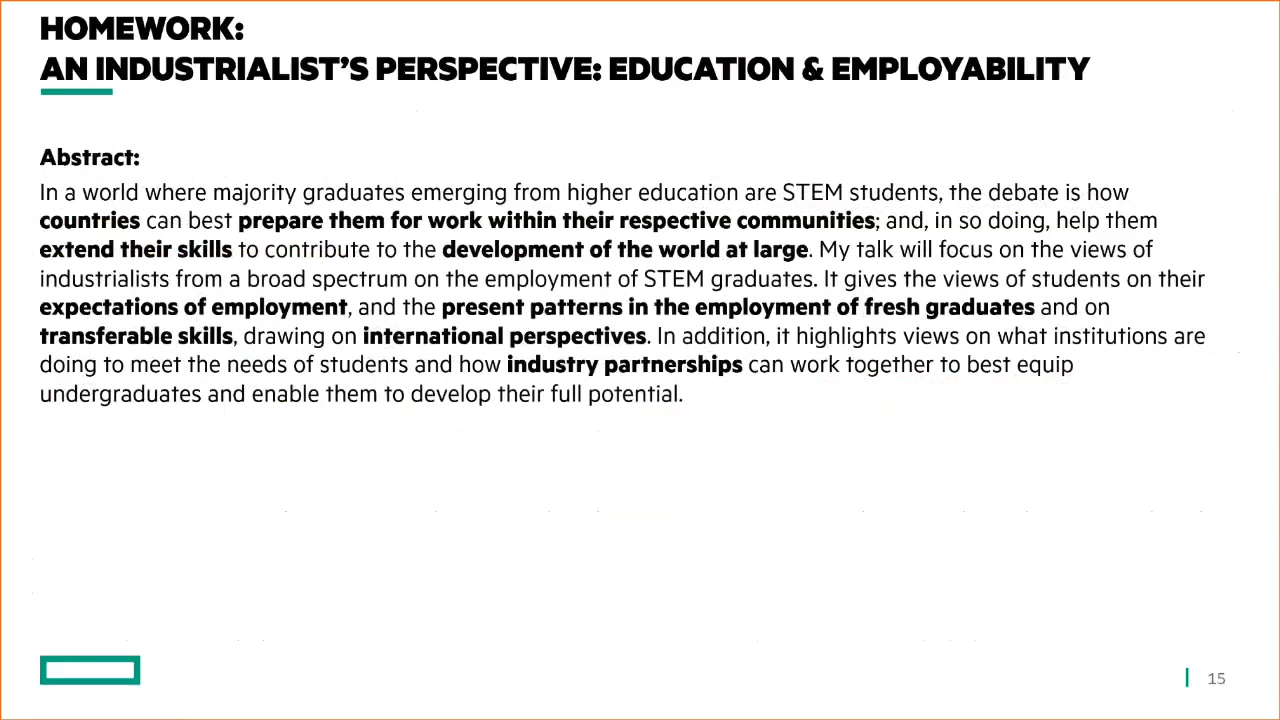 HOMEWORK:
AN INDUSTRIALIST'S PERSPECTIVE: EDUCATION & EMPLOYABILITY
Abstract:
In a world where majority graduates emerging from higher education are STEM students, the debate is how
countries can best prepare them for work within their respective communities; and, in so doing, help them
extend their skills to contribute to the development of the world at large. My talk will focus on the views of
industrialists from a broad spectrum on the employment of STEM graduates. It gives the views of students on their
expectations of employment, and the present patterns in the employment of fresh graduates and on
transferable skills, drawing on international perspectives. In addition, it highlights views on what institutions are
doing to meet the needs of students and how industry partnerships can work together to best equip
undergraduates and enable them to develop their full potential.
15